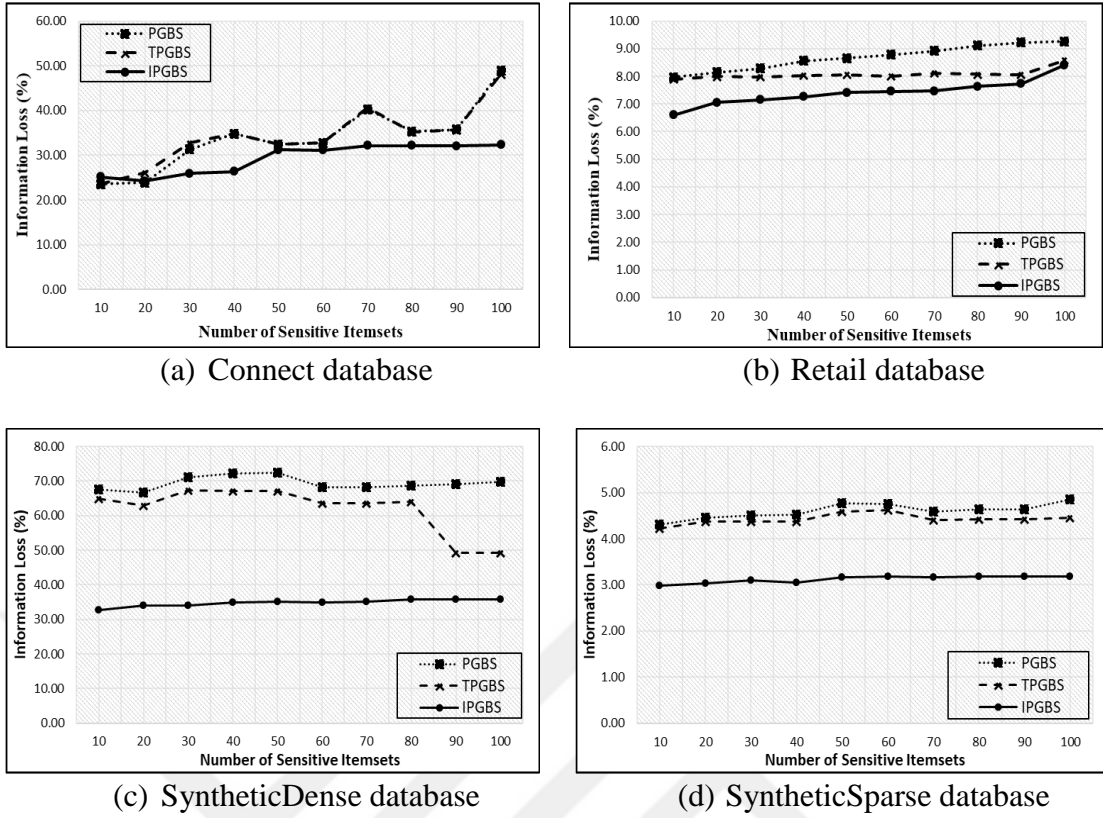 60.00
50.00
40.00
30.00
20.00
10.00
0.00
Information Loss (%)
PGBS
TPGBS
IPGBS
10 20 30 40 50 60 70 80 90 100
Number of Sensitive Itemsets
(a) Connect database
10.00
9.00
8.00
7.00
6.00
5.00
4.00
3.00
2.00
1.00
0.00
Information Loss (%)
PGBS
TPGBS
IPGBS
10 20 30 40 50 60 70 80 90 100
Number of Sensitive Itemsets
(b) Retail database
80.00
70.00
60.00
50.00
40.00
30.00
20.00
10.00
0.00
Information Loss (%)
PGBS
TPGBS
IPGBS
10 20 30 40 50 60 70 80 90 100
Number of Sensitive Itemsets
(c) SyntheticDense database
6.00
5.00
4.00
3.00
2.00
1.00
0.00
Information Loss (%)
PGBS
TPGBS
IPGBS
10 20 30 40 50 60 70 80 90 100
Number of Sensitive Itemsets
(d) SyntheticSparse database